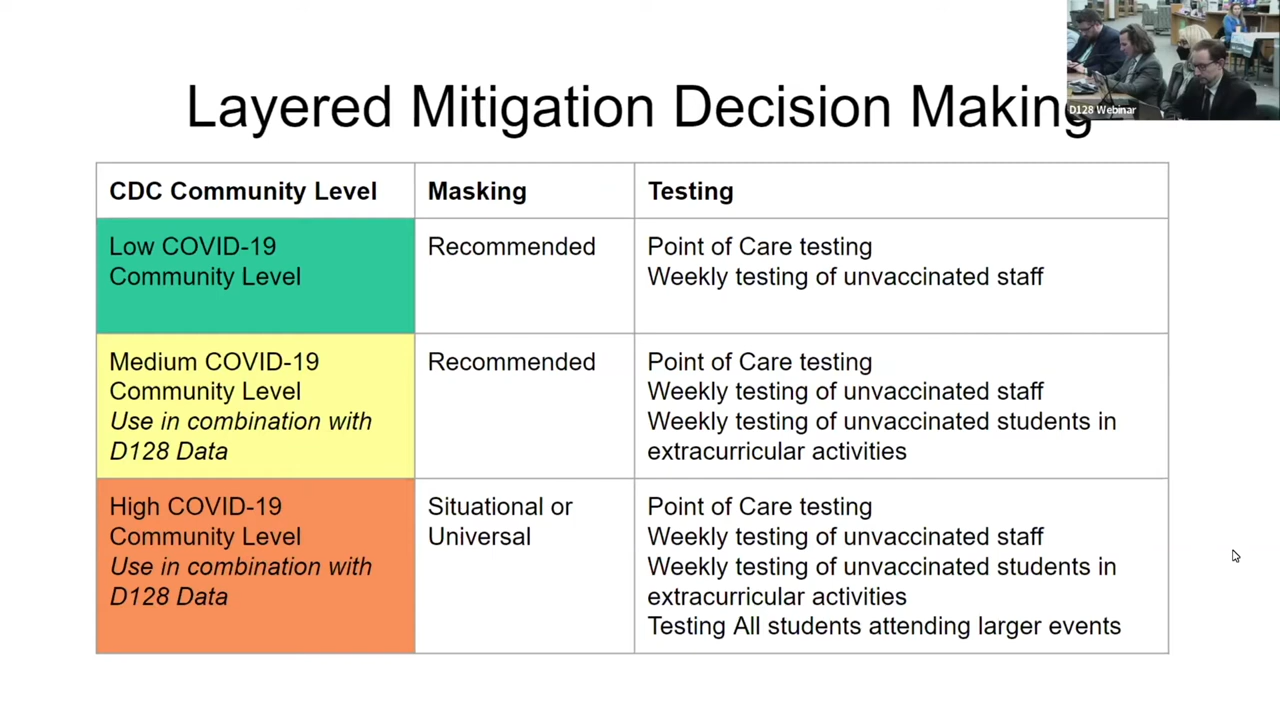 D128 Webinar
Layered Mitigation Decision Making
CDC Community Level
Masking
Testing
Low COVID-19
Community Level
Recommended
Point of Care testing
Weekly testing of unvaccinated staff
Medium COVID-19
Community Level
Use in combination with
D128 Data
Recommended
Point of Care testing
Weekly testing of unvaccinated staff
Weekly testing of unvaccinated students in
extracurricular activities
High COVID-19
Community Level
Use in combination with
D128 Data
Situational or
Universal
Point of Care testing
Weekly testing of unvaccinated staff
Weekly testing of unvaccinated students in
extracurricular activities
Testing All students attending larger events